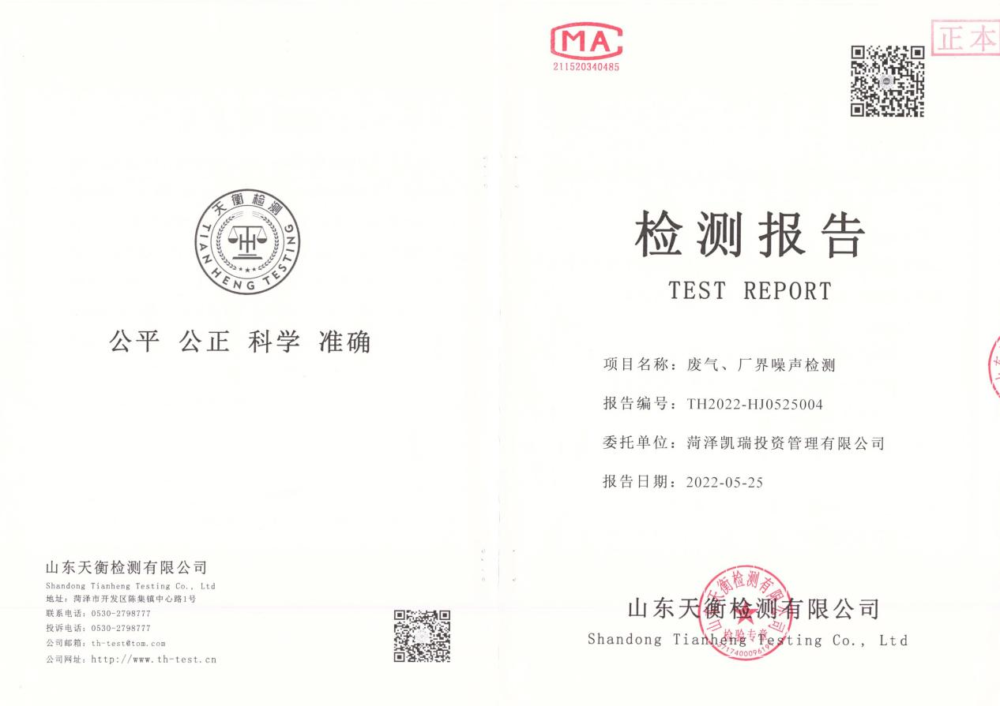 天衡检测
TIANHENG TESTING
TH
公平 公正 科学 准确
山东天衡检测有限公司
Shandong Tianheng Testing Co., Ltd
地址：菏泽市开发区陈集镇中心路1号
联系电话：0530-2798777
投诉电话：0530-2798777
公司邮箱：th-test@tom.com
公司网址：http://www.th-test.cn
MA
211520340485
正本
检测报告
TEST REPORT
项目名称：废气、厂界噪声检测
报告编号：TH2022-HJ0525004
委托单位：菏泽凯瑞投资管理有限公司
报告日期：2022-05-25
山东天衡检测有限公司
Shandong Tianheng Testing Co., Ltd
山东天衡检测有限公司
检验专章